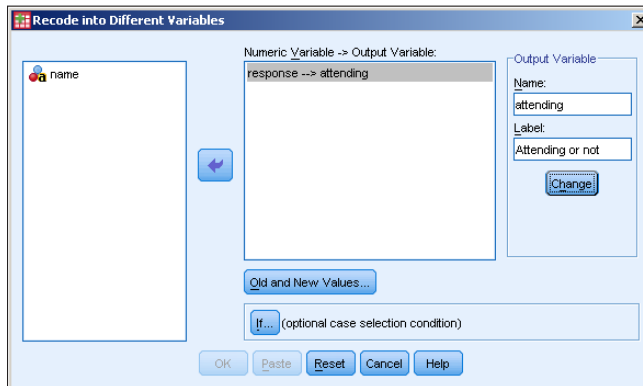 Recode into Different Variables
name
Numeric Variable -> Output Variable:
response --> attending
Output Variable
Name:
attending
Label:
Attending or not
Change
Old and New Values...
If... (optional case selection condition)
OK Paste Reset Cancel Help